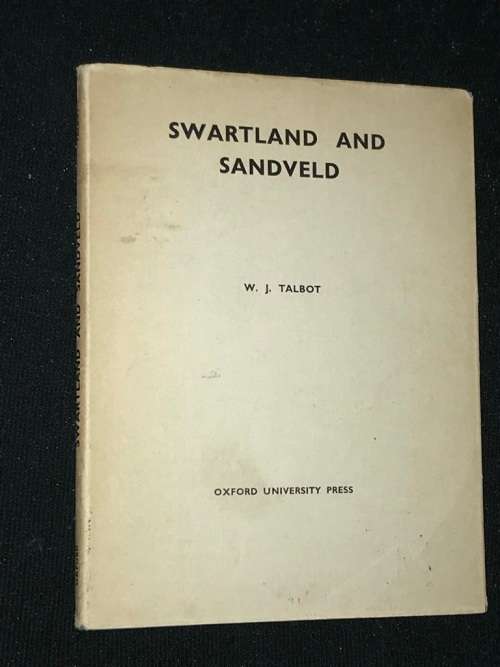 SWARTLAND AND
SANDVELD
W. J. TALBOT
OXFORD UNIVERSITY PRESS
SWARTLAND AND SANDVELD